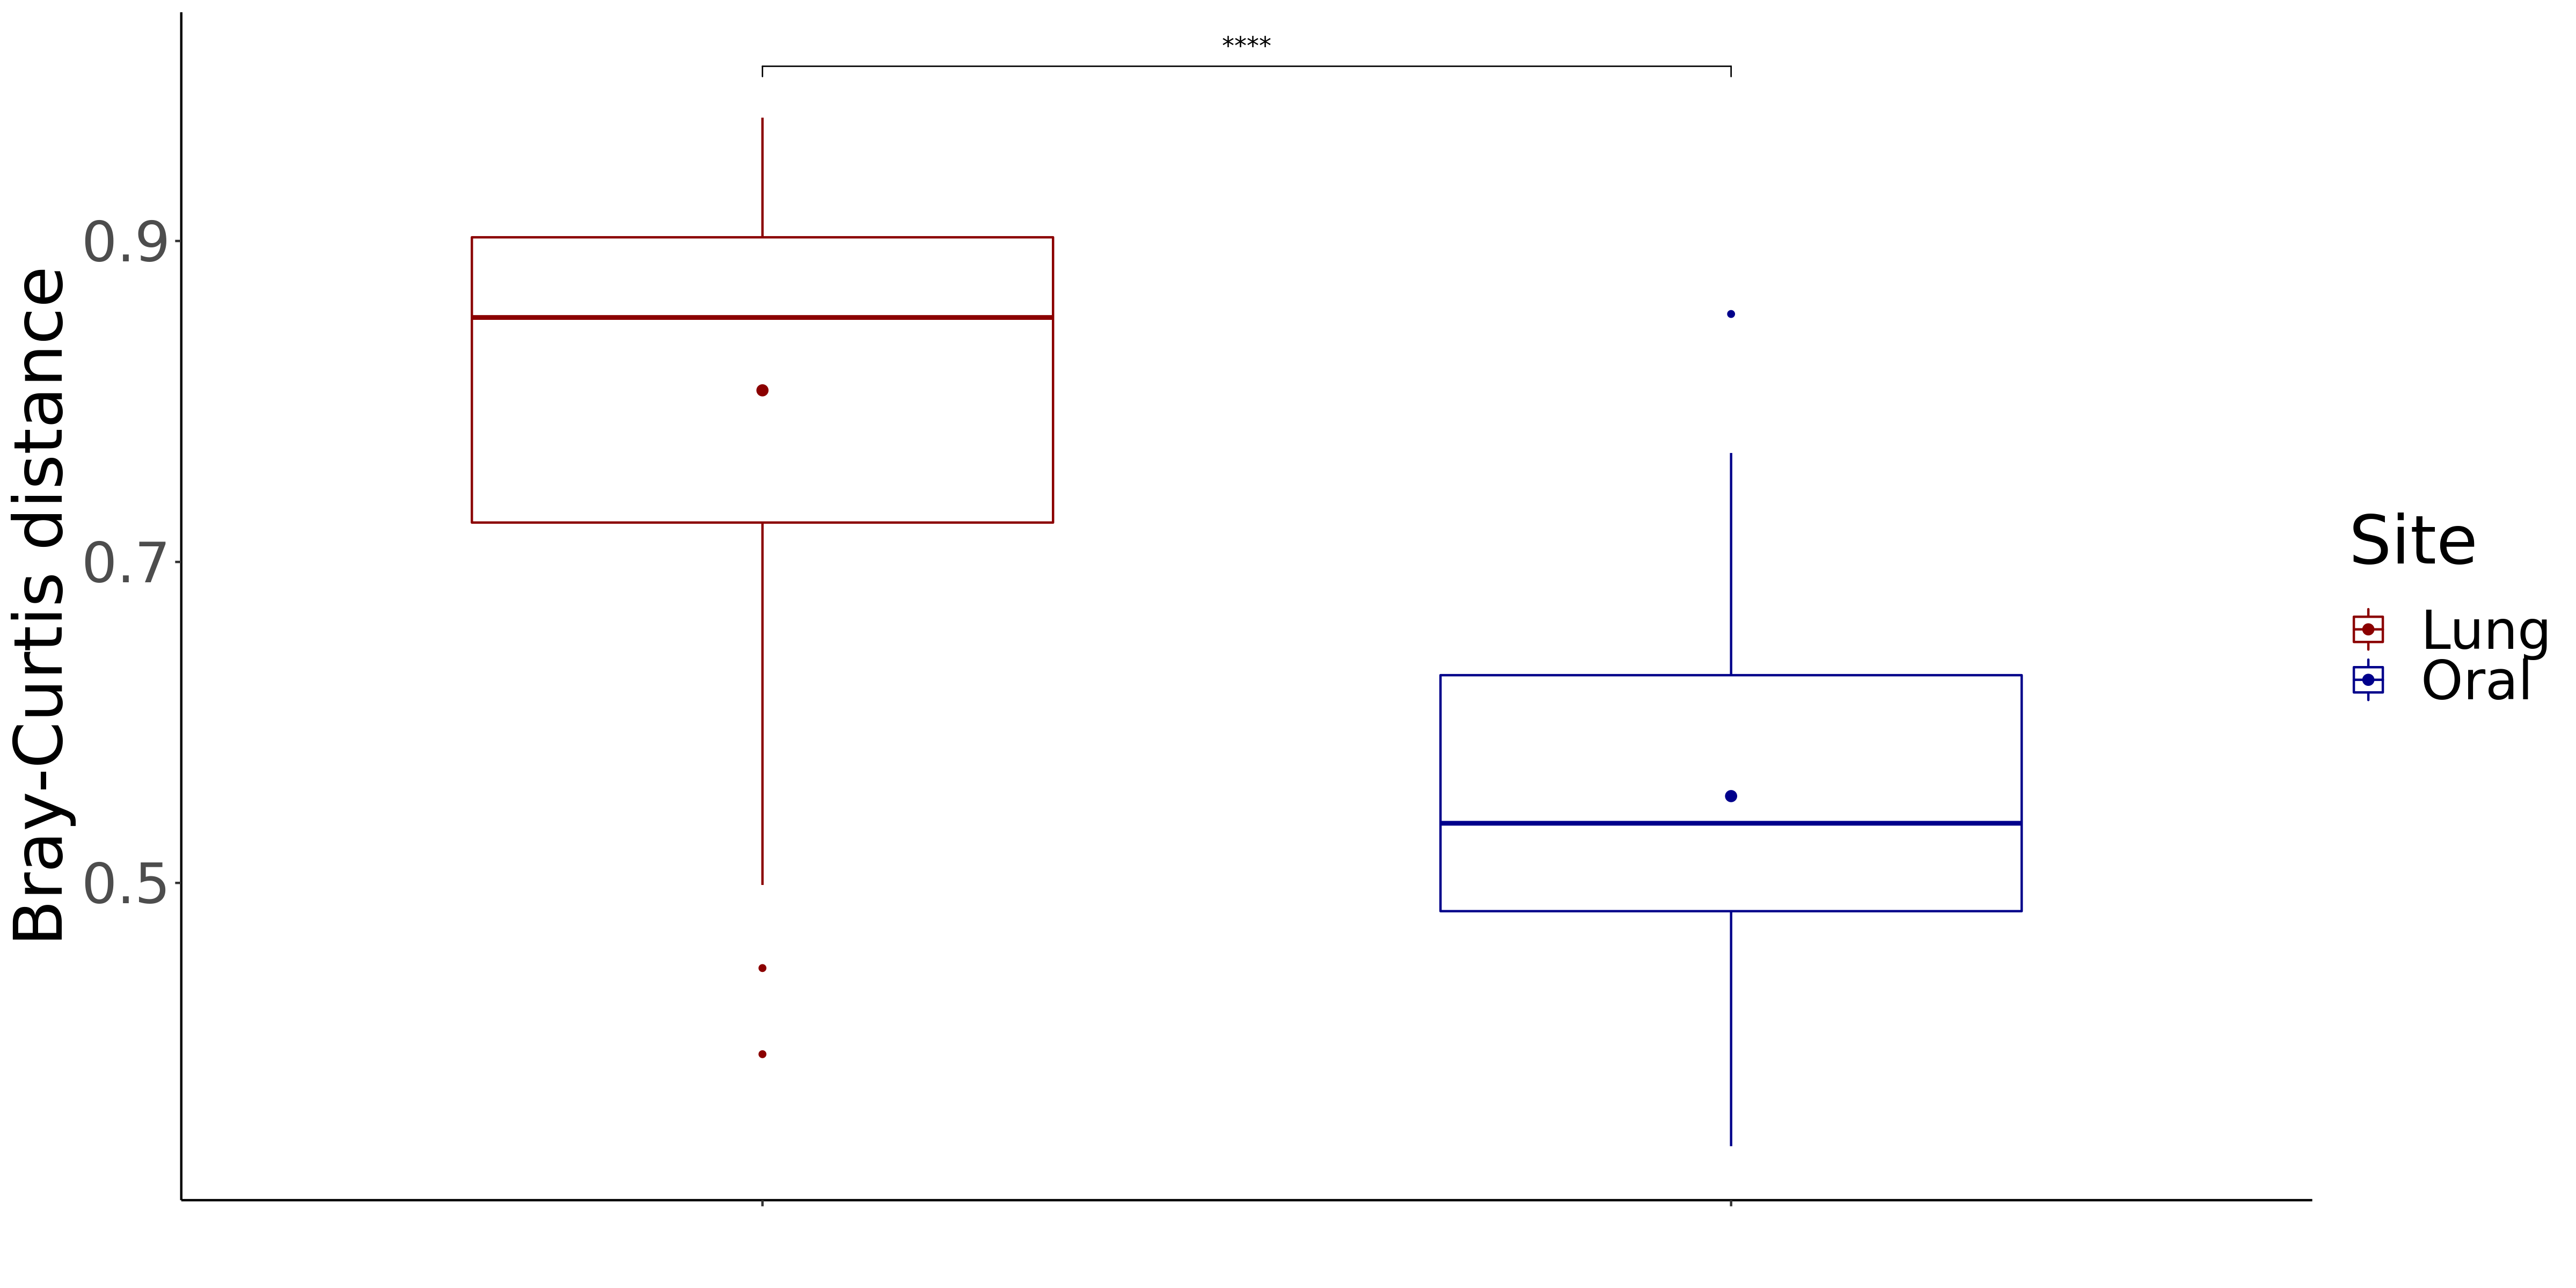 ****
0.9
0.7
0.5
Bray-Curtis distance
Site
Lung
Oral